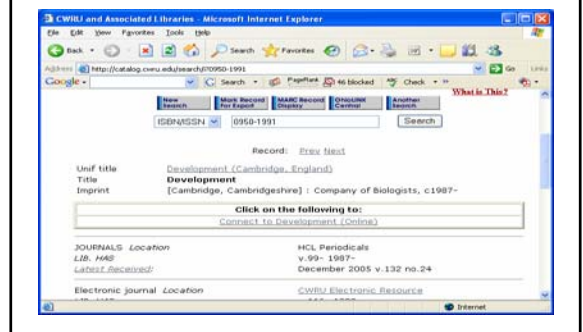 CWRU and Associated Libraries - Microsoft Internet Explorer
File Edit View Favorites Tools Help
Back Search Favorites
Address http://catalog.cwru.edu/search/i?0950-1991 Go Links
Google Search PageRank 46 blocked Check
What is This?
New Search Mark Record For Export MARC Record Display OhioLINK Central Another Search
ISBN/ISSN 0950-1991 Search
Record: Prev Next
Unif title Development (Cambridge, England)
Title Development
Imprint [Cambridge, Cambridgeshire] : Company of Biologists, c1987-
Click on the following to:
Connect to Development (Online)
JOURNALS Location HCL Periodicals
LIB. HAS v.99- 1987-
Latest Received: December 2005 v.132 no.24
Electronic journal Location CWRU Electronic Resource
Internet